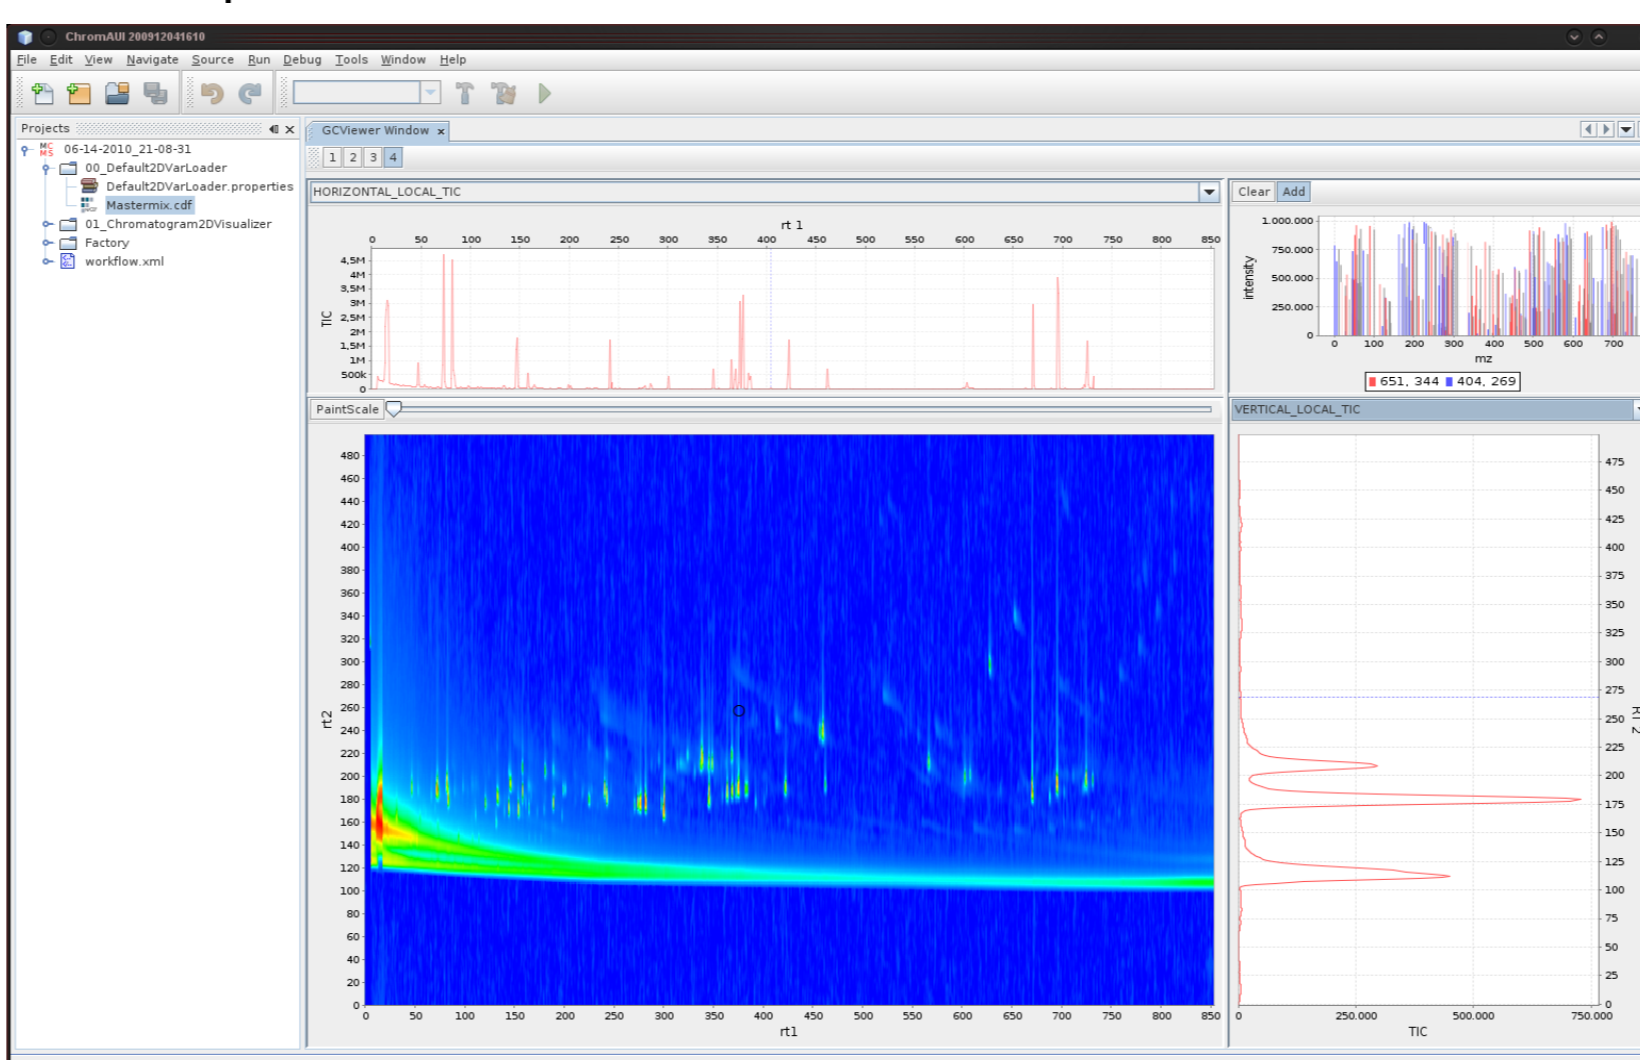 ChromAUI 200912041610
File Edit View Navigate Source Run Debug Tools Window Help
Projects
06-14-2010_21-08-31
00_Default2DVarLoader
Default2DVarLoader.properties
Mastermix.cdf
01_Chromatogram2DVisualizer
Factory
workflow.xml
GCViewer Window x
1 2 3 4
HORIZONTAL_LOCAL_TIC
rt 1
0 50 100 150 200 250 300 350 400 450 500 550 600 650 700 750 800 850
TIC
4,5M
4M
3,5M
3M
2,5M
2M
1,5M
1M
500k
0
Clear Add
intensity
1.000.000
750.000
500.000
250.000
0
0 100 200 300 400 500 600 700
mz
651, 344 404, 269
PaintScale
rt2
480
460
440
420
400
380
360
340
320
300
280
260
240
220
200
180
160
140
120
100
80
60
40
20
0
0 50 100 150 200 250 300 350 400 450 500 550 600 650 700 750 800 850
rt1
VERTICAL_LOCAL_TIC
475
450
425
400
375
350
325
300
275
250
225
200
175
150
125
100
75
50
25
0
0 250.000 500.000 750.000
TIC